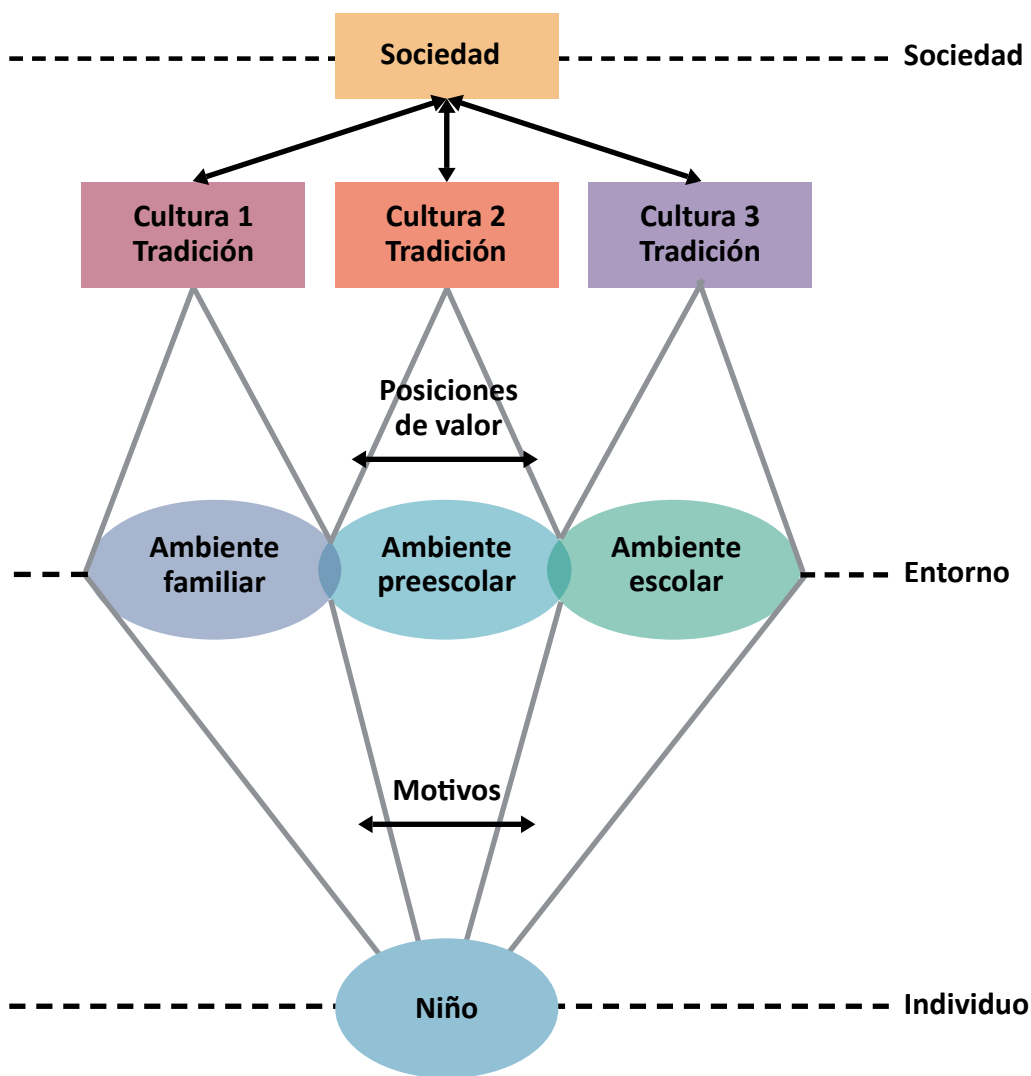 Sociedad
Sociedad
Cultura 1
Tradición
Cultura 2
Tradición
Cultura 3
Tradición
Posiciones
de valor
Ambiente
familiar
Ambiente
preescolar
Ambiente
escolar
Entorno
Motivos
Niño
Individuo